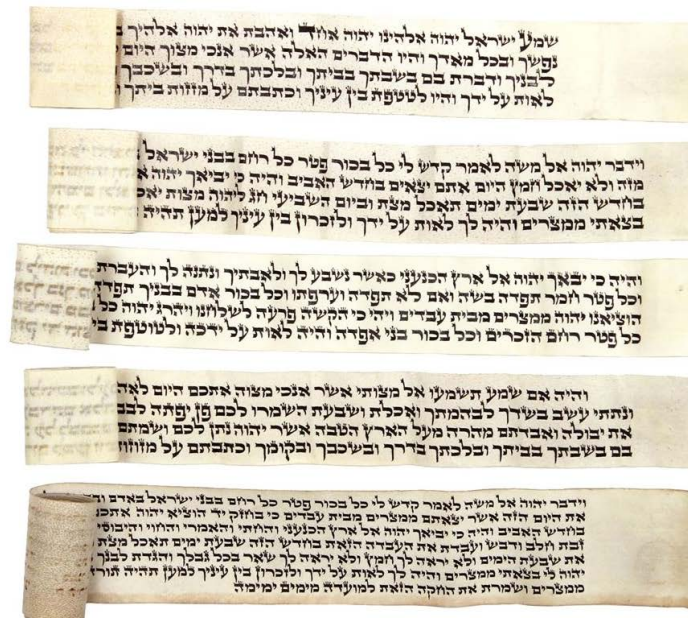 שמע ישראל יהוה אלהינו יהוה אחד ואהבת את יהוה אלהיך ב
נפשך ובכל מאדך והיו הדברים האלה אשר אנכי מצוך היום
לבניך ודברת בם בשבתך בביתך ובלכתך בדרך ובשכבך
לאות על ידך והיו לטטפת בין עיניך וכתבתם על מזזות ביתך
וידבר יהוה אל משה לאמר קדש לי כל בכור פטר כל רחם בבני ישראל
מזה ולא יאכל חמץ היום אתם יצאים בחדש האביב והיה כי יביאך יהוה
בחדש הזה שבעת ימים תאכל מצת וביום השביעי חג ליהוה מצות יאכ
בצאתי ממצרים והיה לך לאות על ידך ולזכרון בין עיניך למען תהיה
והיה כי יבאך יהוה אל ארץ הכנעני כאשר נשבע לך ולאבתיך ונתנה לך והעברת
וכל פטר חמר תפדה בשה ואם לא תפדה וערפתו וכל בכור אדם בבניך תפדה
הוציאנו יהוה ממצרים מבית עבדים ויהי כי הקשה פרעה לשלחנו ויהרג יהוה כל
כל פטר רחם הזכרים וכל בכור בני אפדה והיה לאות על ידכה ולטוטפת בי
והיה אם שמע תשמעו אל מצותי אשר אנכי מצוה אתכם היום לאה
ונתתי עשב בשדך לבהמתך ואכלת ושבעת השמרו לכם פן יפתה לבב
את יבולה ואבדתם מהרה מעל הארץ הטבה אשר יהוה נתן לכם ושמתם
בם בשבתך בביתך ובלכתך בדרך ובשכבך ובקומך וכתבתם על מזוזות
וידבר יהוה אל משה לאמר קדש לי כל בכור פטר כל רחם בבני ישראל באדם ובב
את היום הזה אשר יצאתם ממצרים מבית עבדים כי בחזק יד הוציא יהוה אתכם
בחדש האביב והיה כי יביאך יהוה אל ארץ הכנעני והחתי והאמרי והחוי והיבוסי
זבת חלב ודבש ועבדת את העבדה הזאת בחדש הזה שבעת ימים תאכל מצת
את שבעת הימים ולא יראה לך חמץ ולא יראה לך שאר בכל גבלך והגדת לבנך
יהוה לי בצאתי ממצרים והיה לך לאות על ידך ולזכרון בין עיניך למען תהיה תורת
ממצרים ושמרת את החקה הזאת למועדה מימים ימימה